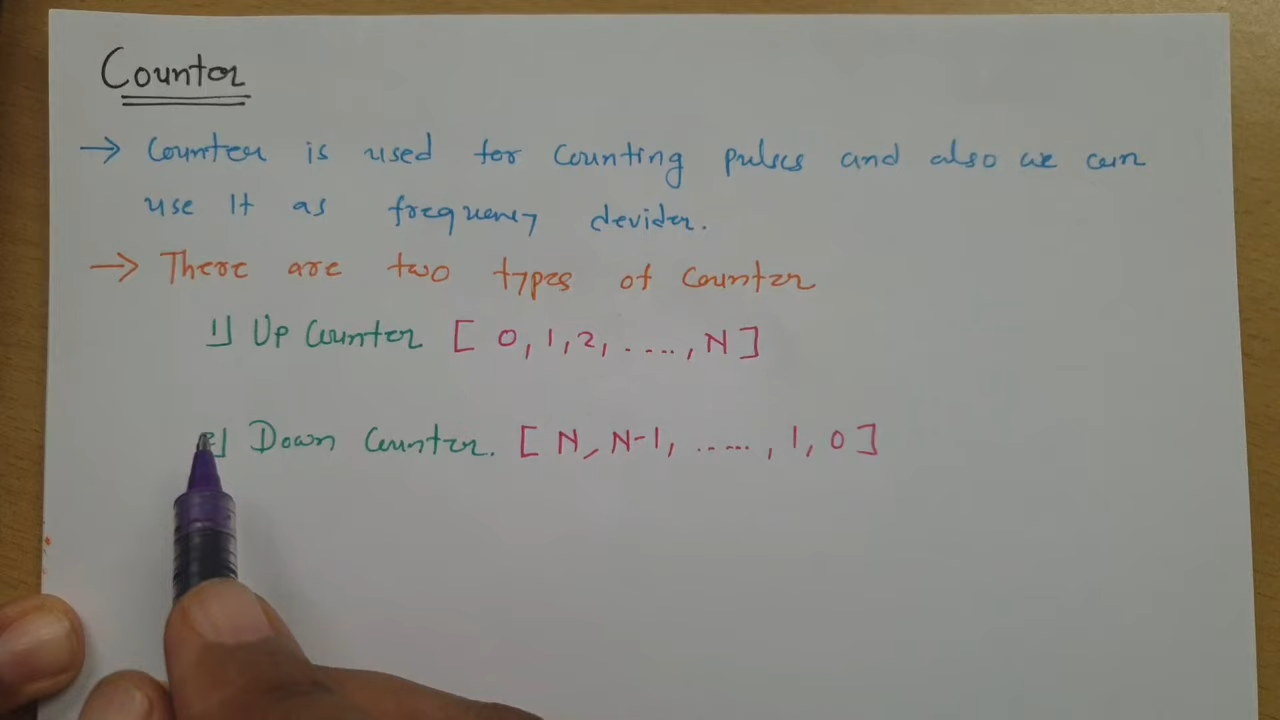 Counter
→ Counter is used for counting pulses and also we can
use It as frequency devider.
→ There are two types of counter
1] Up Counter [ 0, 1, 2, ....., N ]
2] Down Counter. [ N, N-1, ....., 1, 0 ]